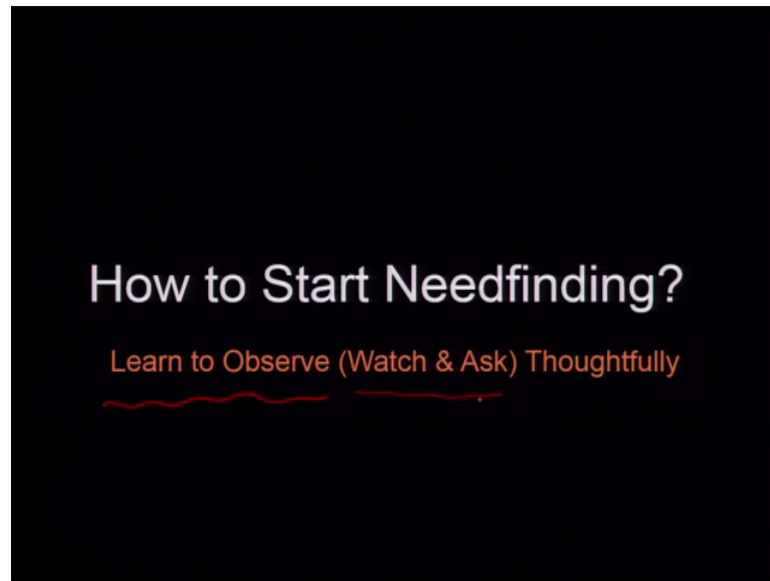 How to Start Needfinding?
Learn to Observe (Watch & Ask) Thoughtfully